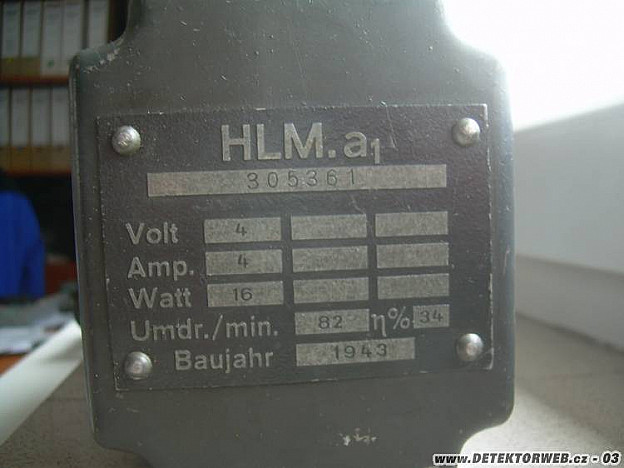 HLM.a1
305361
Volt 4
Amp. 4
Watt 16
Umdr./min. 82 η% 34
Baujahr 1943
www.DETEKTORWEB.cz - 03